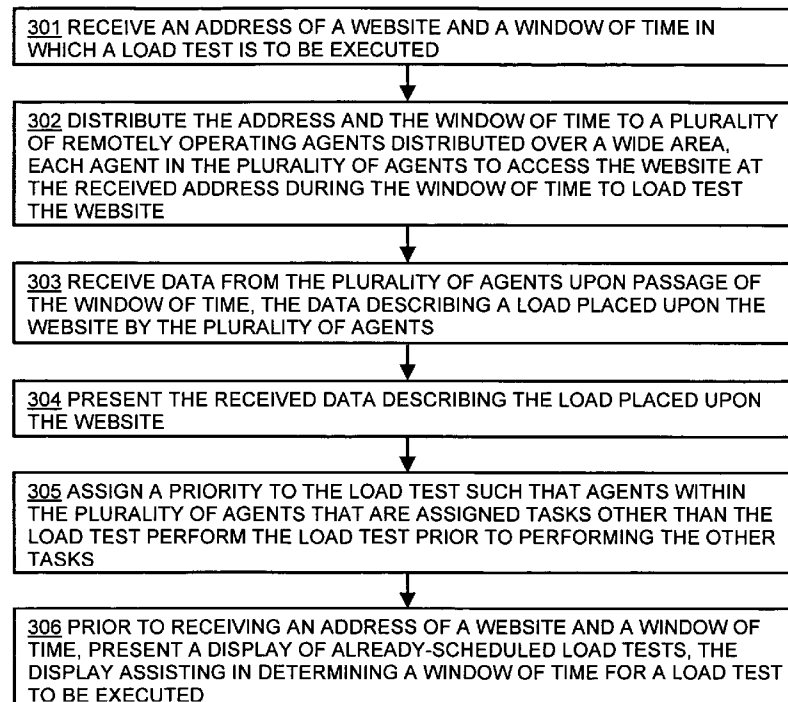 301 RECEIVE AN ADDRESS OF A WEBSITE AND A WINDOW OF TIME IN
WHICH A LOAD TEST IS TO BE EXECUTED
302 DISTRIBUTE THE ADDRESS AND THE WINDOW OF TIME TO A PLURALITY
OF REMOTELY OPERATING AGENTS DISTRIBUTED OVER A WIDE AREA,
EACH AGENT IN THE PLURALITY OF AGENTS TO ACCESS THE WEBSITE AT
THE RECEIVED ADDRESS DURING THE WINDOW OF TIME TO LOAD TEST
THE WEBSITE
303 RECEIVE DATA FROM THE PLURALITY OF AGENTS UPON PASSAGE OF
THE WINDOW OF TIME, THE DATA DESCRIBING A LOAD PLACED UPON THE
WEBSITE BY THE PLURALITY OF AGENTS
304 PRESENT THE RECEIVED DATA DESCRIBING THE LOAD PLACED UPON
THE WEBSITE
305 ASSIGN A PRIORITY TO THE LOAD TEST SUCH THAT AGENTS WITHIN
THE PLURALITY OF AGENTS THAT ARE ASSIGNED TASKS OTHER THAN THE
LOAD TEST PERFORM THE LOAD TEST PRIOR TO PERFORMING THE OTHER
TASKS
306 PRIOR TO RECEIVING AN ADDRESS OF A WEBSITE AND A WINDOW OF
TIME, PRESENT A DISPLAY OF ALREADY-SCHEDULED LOAD TESTS, THE
DISPLAY ASSISTING IN DETERMINING A WINDOW OF TIME FOR A LOAD TEST
TO BE EXECUTED